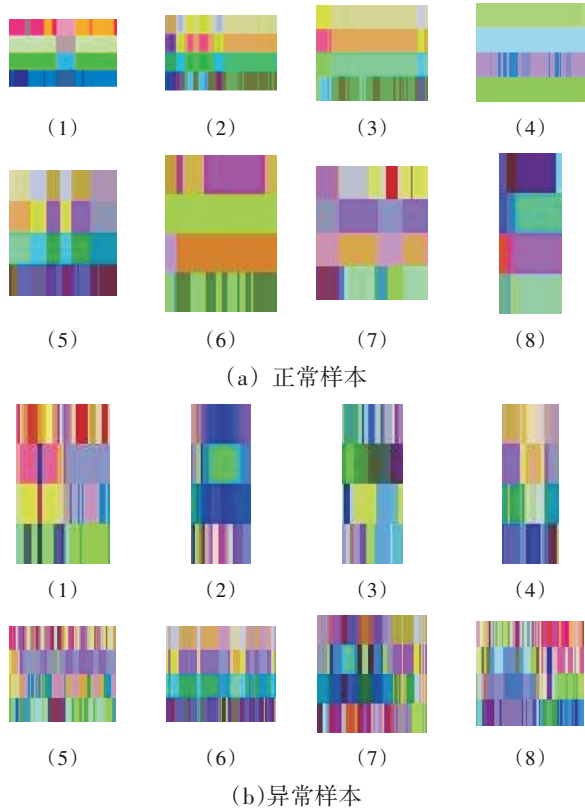 （1） （2） （3） （4）
（5） （6） （7） （8）
（a）正常样本
（1） （2） （3） （4）
（5） （6） （7） （8）
（b)异常样本